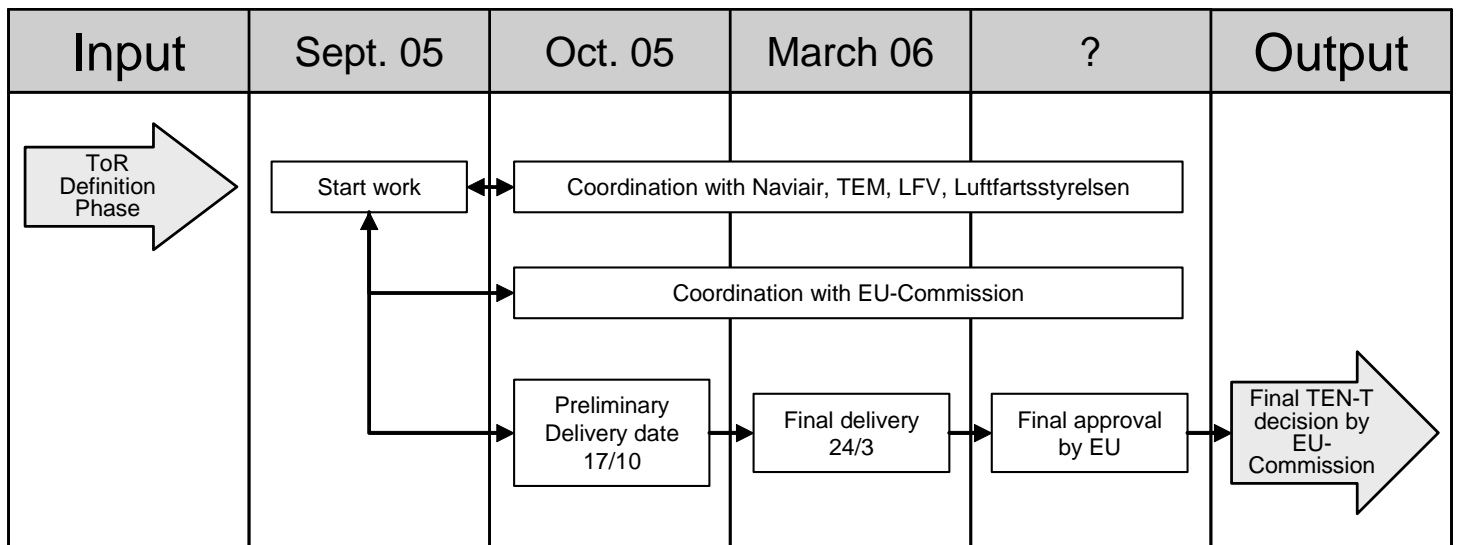 Input
Sept. 05
Oct. 05
March 06
?
Output
ToR
Definition
Phase
Start work
Coordination with Naviair, TEM, LFV, Luftfartsstyrelsen
Coordination with EU-Commission
Preliminary
Delivery date
17/10
Final delivery
24/3
Final approval
by EU
Final TEN-T
decision by
EU-
Commission